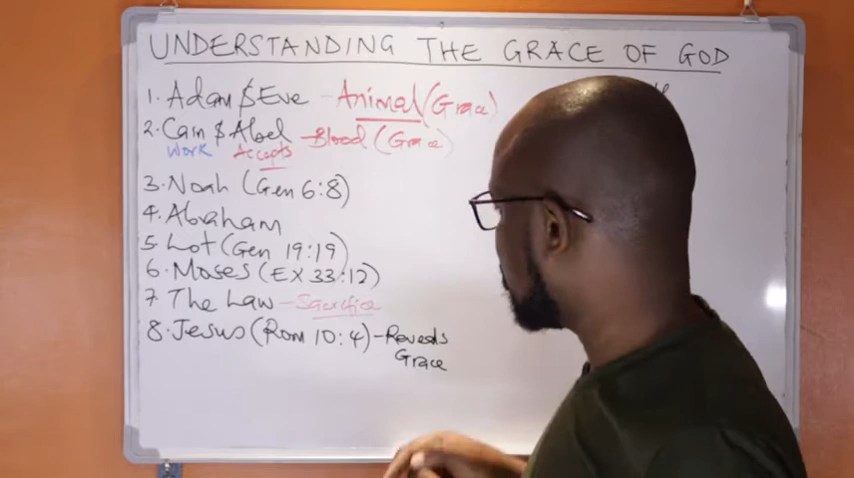 UNDERSTANDING THE GRACE OF GOD
1. Adam $ Eve - Animal (Grace)
2. Cain $ Abel - Blood (Grace)
Work Accepts
3. Noah (Gen 6:8)
4. Abraham
5. Lot (Gen 19:19)
6. Moses (EX 33:12)
7. The Law - Sacrifice
8. Jesus (Rom 10:4) - Reveals
Grace